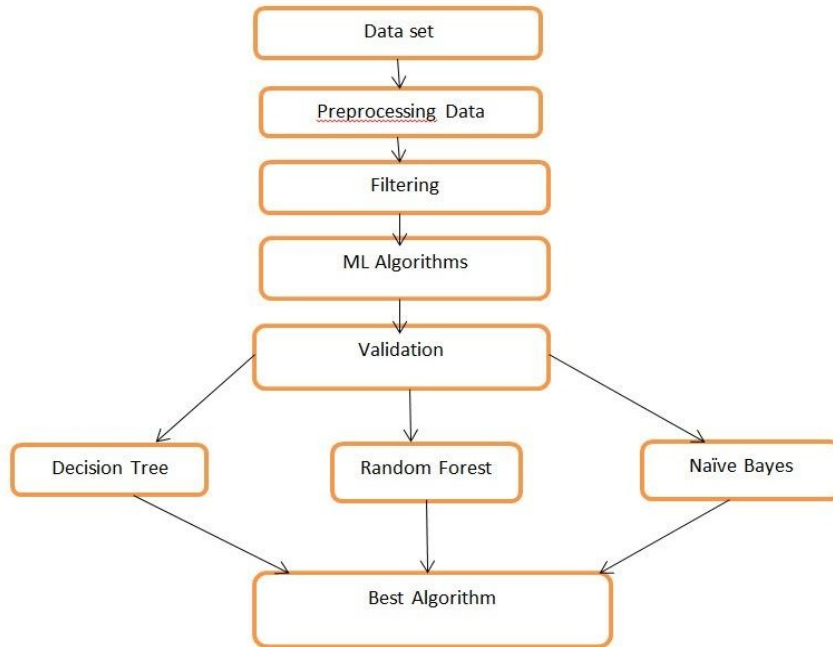 Data set
Preprocessing Data
Filtering
ML Algorithms
Validation
Decision Tree
Random Forest
Naïve Bayes
Best Algorithm